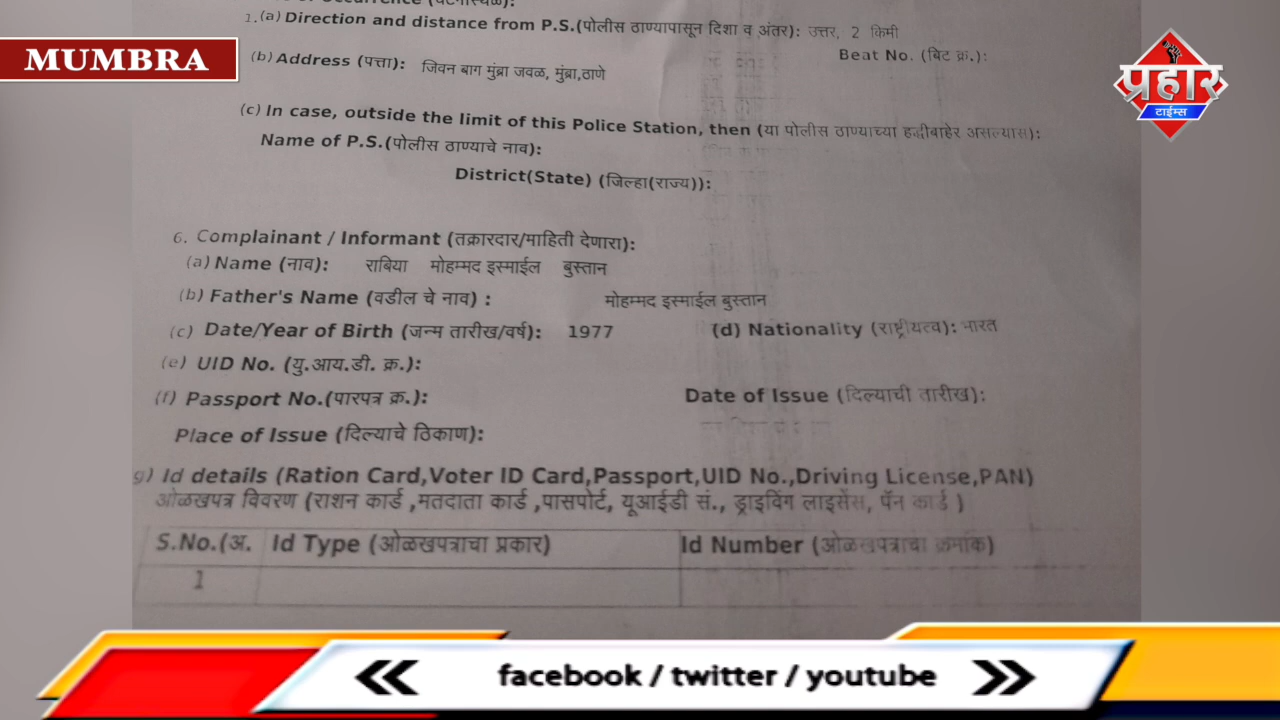 1.(a) Direction and distance from P.S.(पोलीस ठाण्यापासून दिशा व अंतर): उत्तर, 2 किमी
MUMBRA
(b) Address (पत्ता): जिवन बाग मुंब्रा जवळ, मुंब्रा,ठाणे
Beat No. (बिट क्र.):
प्रहार
टाईम्स
(c) In case, outside the limit of this Police Station, then (या पोलीस ठाण्याच्या हद्दीबाहेर असल्यास):
Name of P.S.(पोलीस ठाण्याचे नाव):
District(State) (जिल्हा(राज्य)):
6. Complainant / Informant (तक्रारदार/माहिती देणारा):
(a) Name (नाव): राबिया मोहम्मद इस्माईल बुस्तान
(b) Father's Name (वडील चे नाव) : मोहम्मद इस्माईल बुस्तान
(c) Date/Year of Birth (जन्म तारीख/वर्ष): 1977 (d) Nationality (राष्ट्रीयत्व): भारत
(e) UID No. (यु.आय.डी. क्र.):
(f) Passport No.(पारपत्र क्र.): Date of Issue (दिल्याची तारीख):
Place of Issue (दिल्याचे ठिकाण):
g) Id details (Ration Card,Voter ID Card,Passport,UID No.,Driving License,PAN)
ओळखपत्र विवरण (राशन कार्ड ,मतदाता कार्ड ,पासपोर्ट, यूआईडी सं., ड्राइविंग लाइसेंस, पॅन कार्ड )
S.No.(अ. Id Type (ओळखपत्राचा प्रकार) Id Number (ओळखपत्राचा क्रमांक)
1
facebook / twitter / youtube